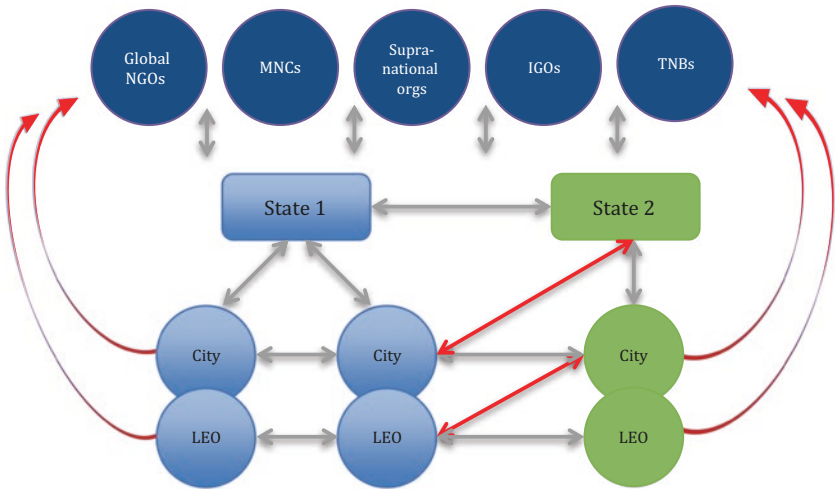 Global
NGOs
MNCs
Supra-
national
orgs
IGOs
TNBs
State 1
State 2
City
City
City
LEO
LEO
LEO